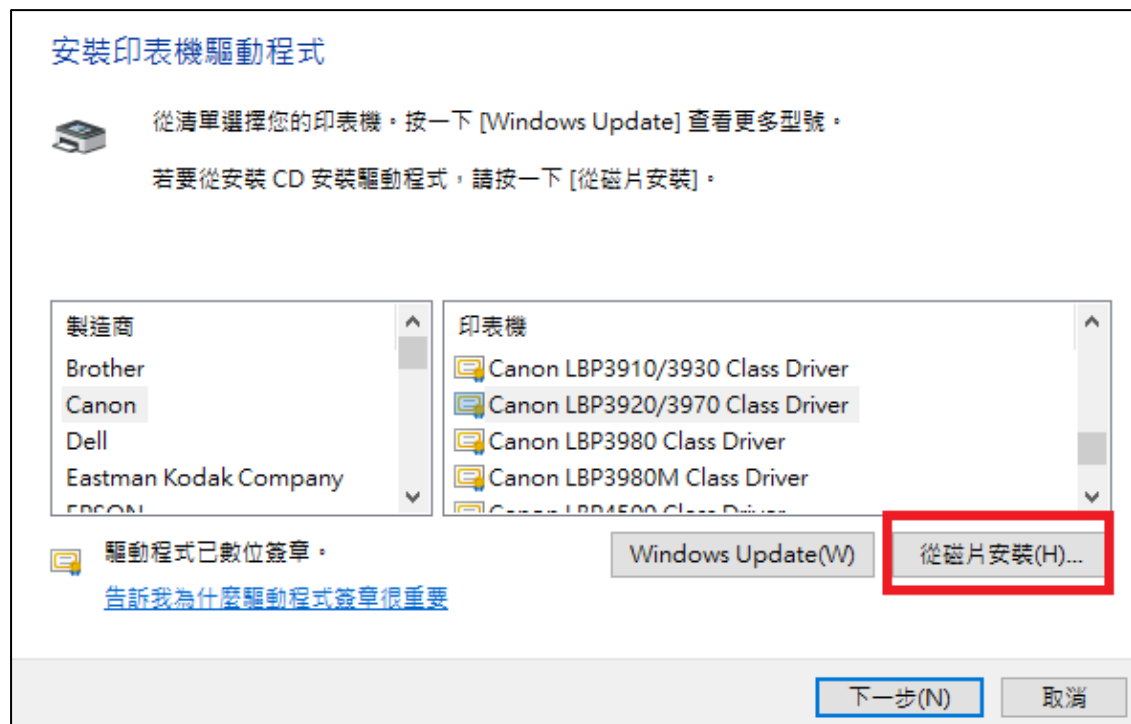 安裝印表機驅動程式
從清單選擇您的印表機。按一下 [Windows Update] 查看更多型號。
若要從安裝 CD 安裝驅動程式，請按一下 [從磁片安裝]。
製造商
Brother
Canon
Dell
Eastman Kodak Company
EPSON
印表機
Canon LBP3910/3930 Class Driver
Canon LBP3920/3970 Class Driver
Canon LBP3980 Class Driver
Canon LBP3980M Class Driver
Canon LBP4500 Class Driver
驅動程式已數位簽章。
告訴我為什麼驅動程式簽章很重要
Windows Update(W)
從磁片安裝(H)...
下一步(N)
取消